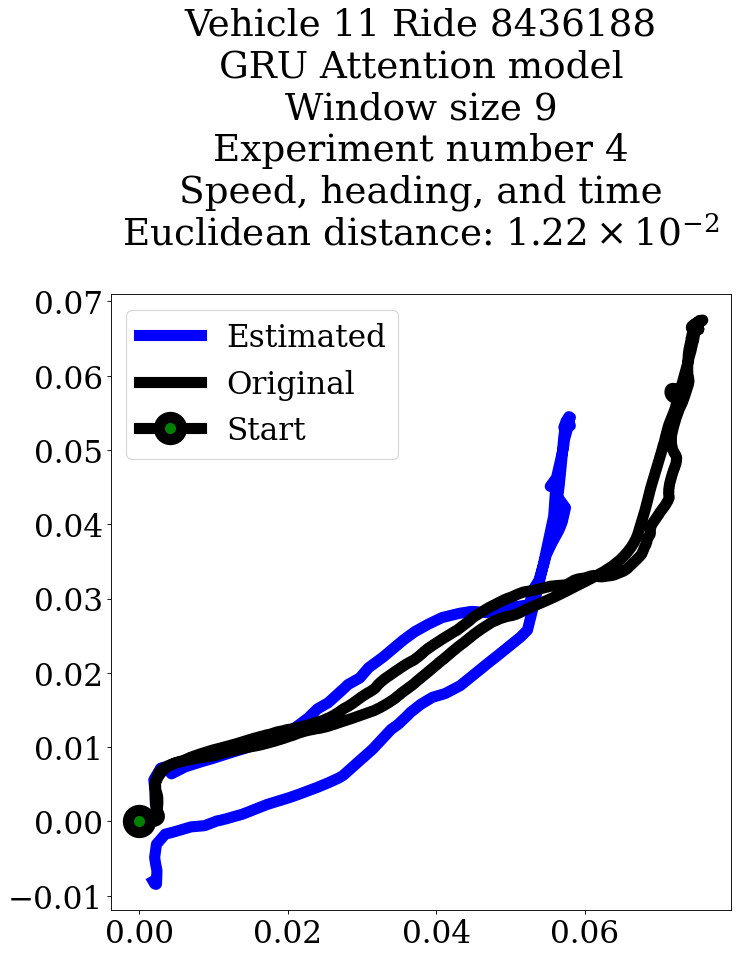 Vehicle 11 Ride 8436188
GRU Attention model
Window size 9
Experiment number 4
Speed, heading, and time
Euclidean distance: 1.22 × 10⁻²
0.07
Estimated
0.06
Original
Start
0.05
0.04
0.03
0.02
0.01
0.00
−0.01
0.00 0.02 0.04 0.06